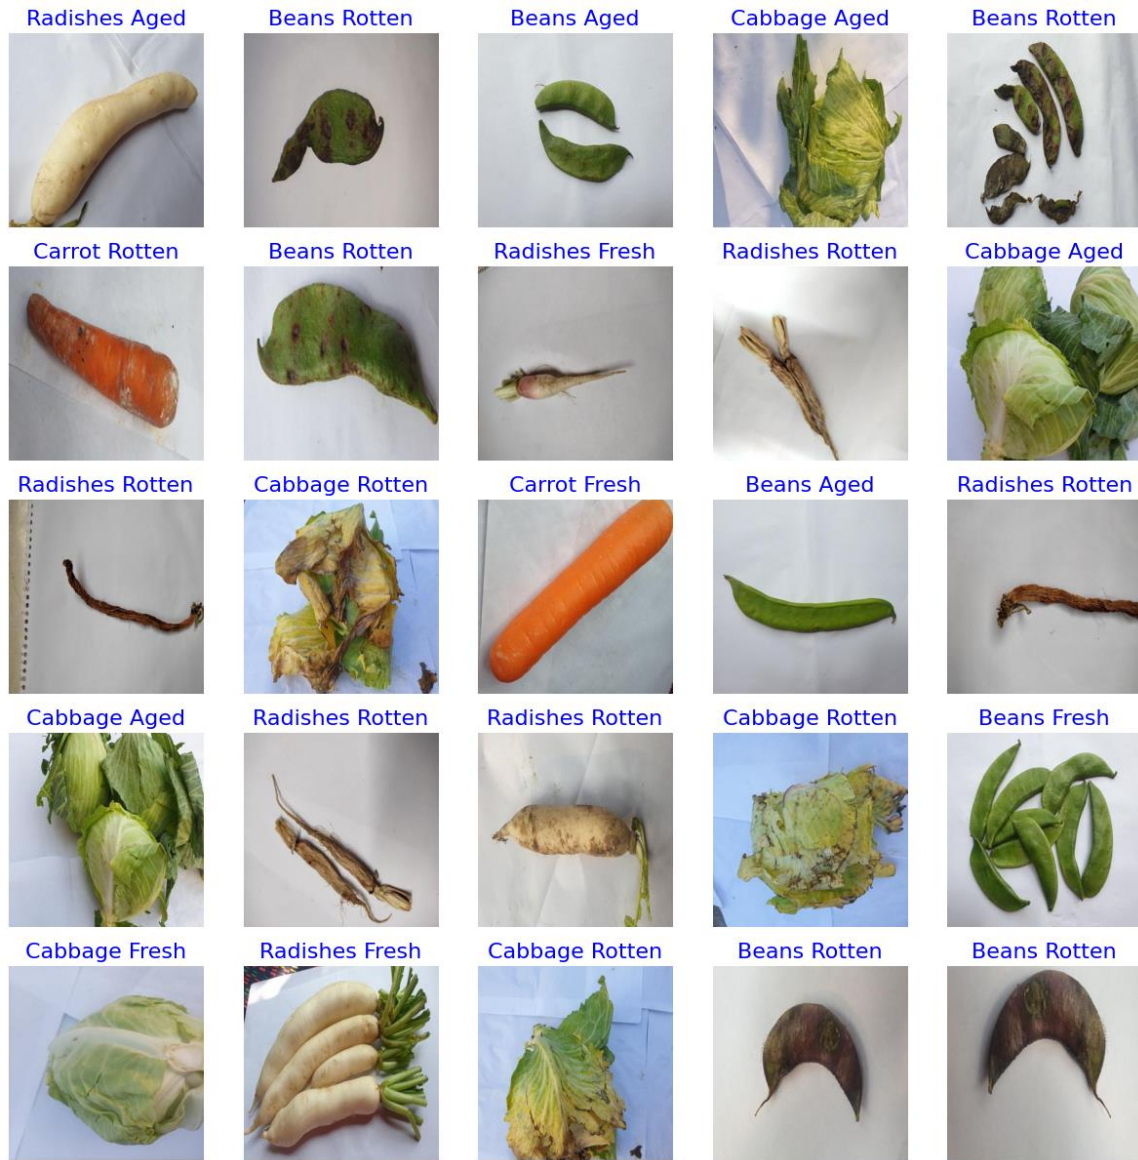 Radishes Aged
Beans Rotten
Beans Aged
Cabbage Aged
Beans Rotten
Carrot Rotten
Beans Rotten
Radishes Fresh
Radishes Rotten
Cabbage Aged
Radishes Rotten
Cabbage Rotten
Carrot Fresh
Beans Aged
Radishes Rotten
Cabbage Aged
Radishes Rotten
Radishes Rotten
Cabbage Rotten
Beans Fresh
Cabbage Fresh
Radishes Fresh
Cabbage Rotten
Beans Rotten
Beans Rotten